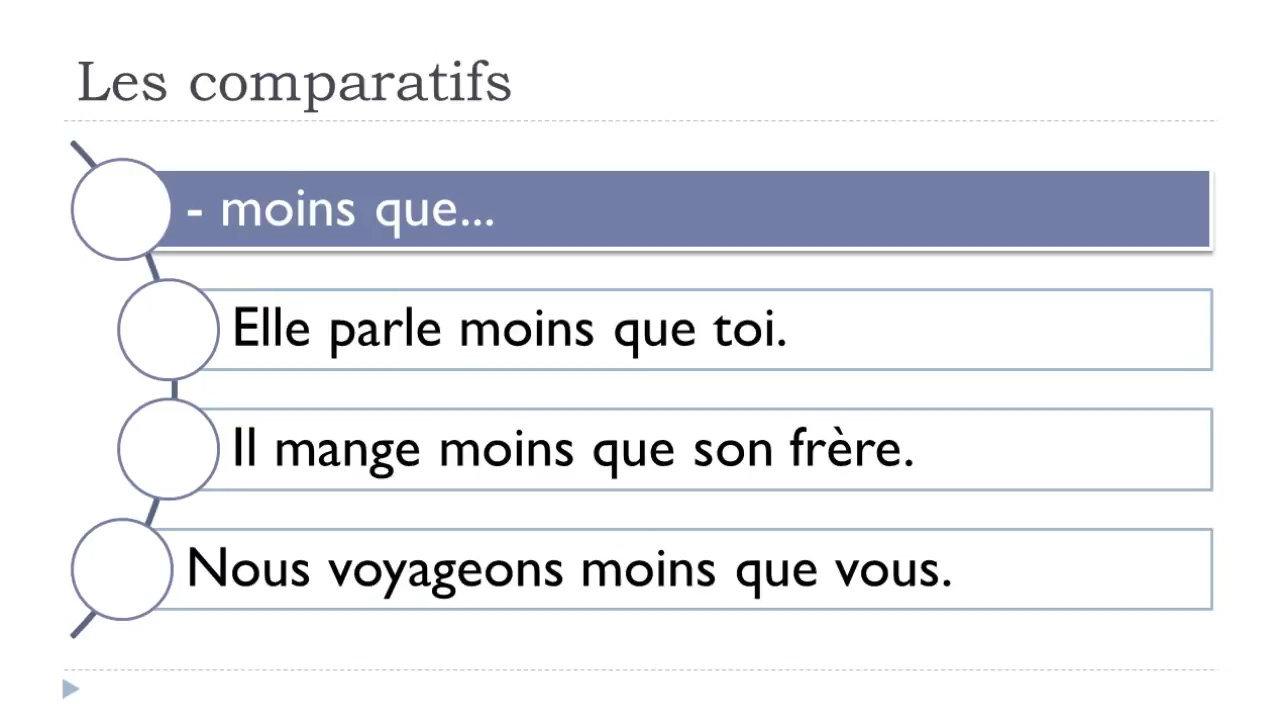 Les comparatifs
- moins que...
Elle parle moins que toi.
Il mange moins que son frère.
Nous voyageons moins que vous.